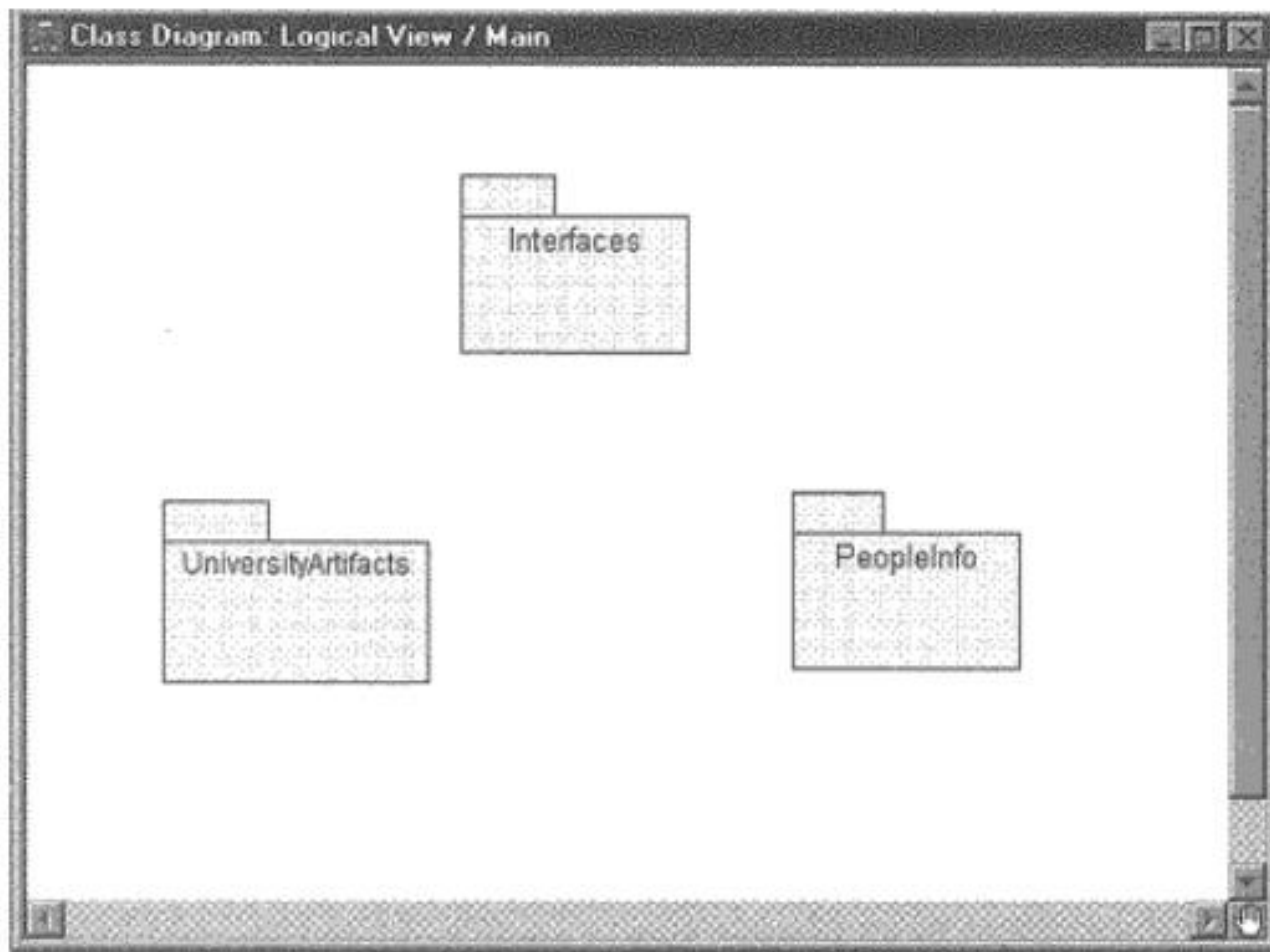 Class Diagram: Logical View / Main
Interfaces
UniversityArtifacts
PeopleInfo